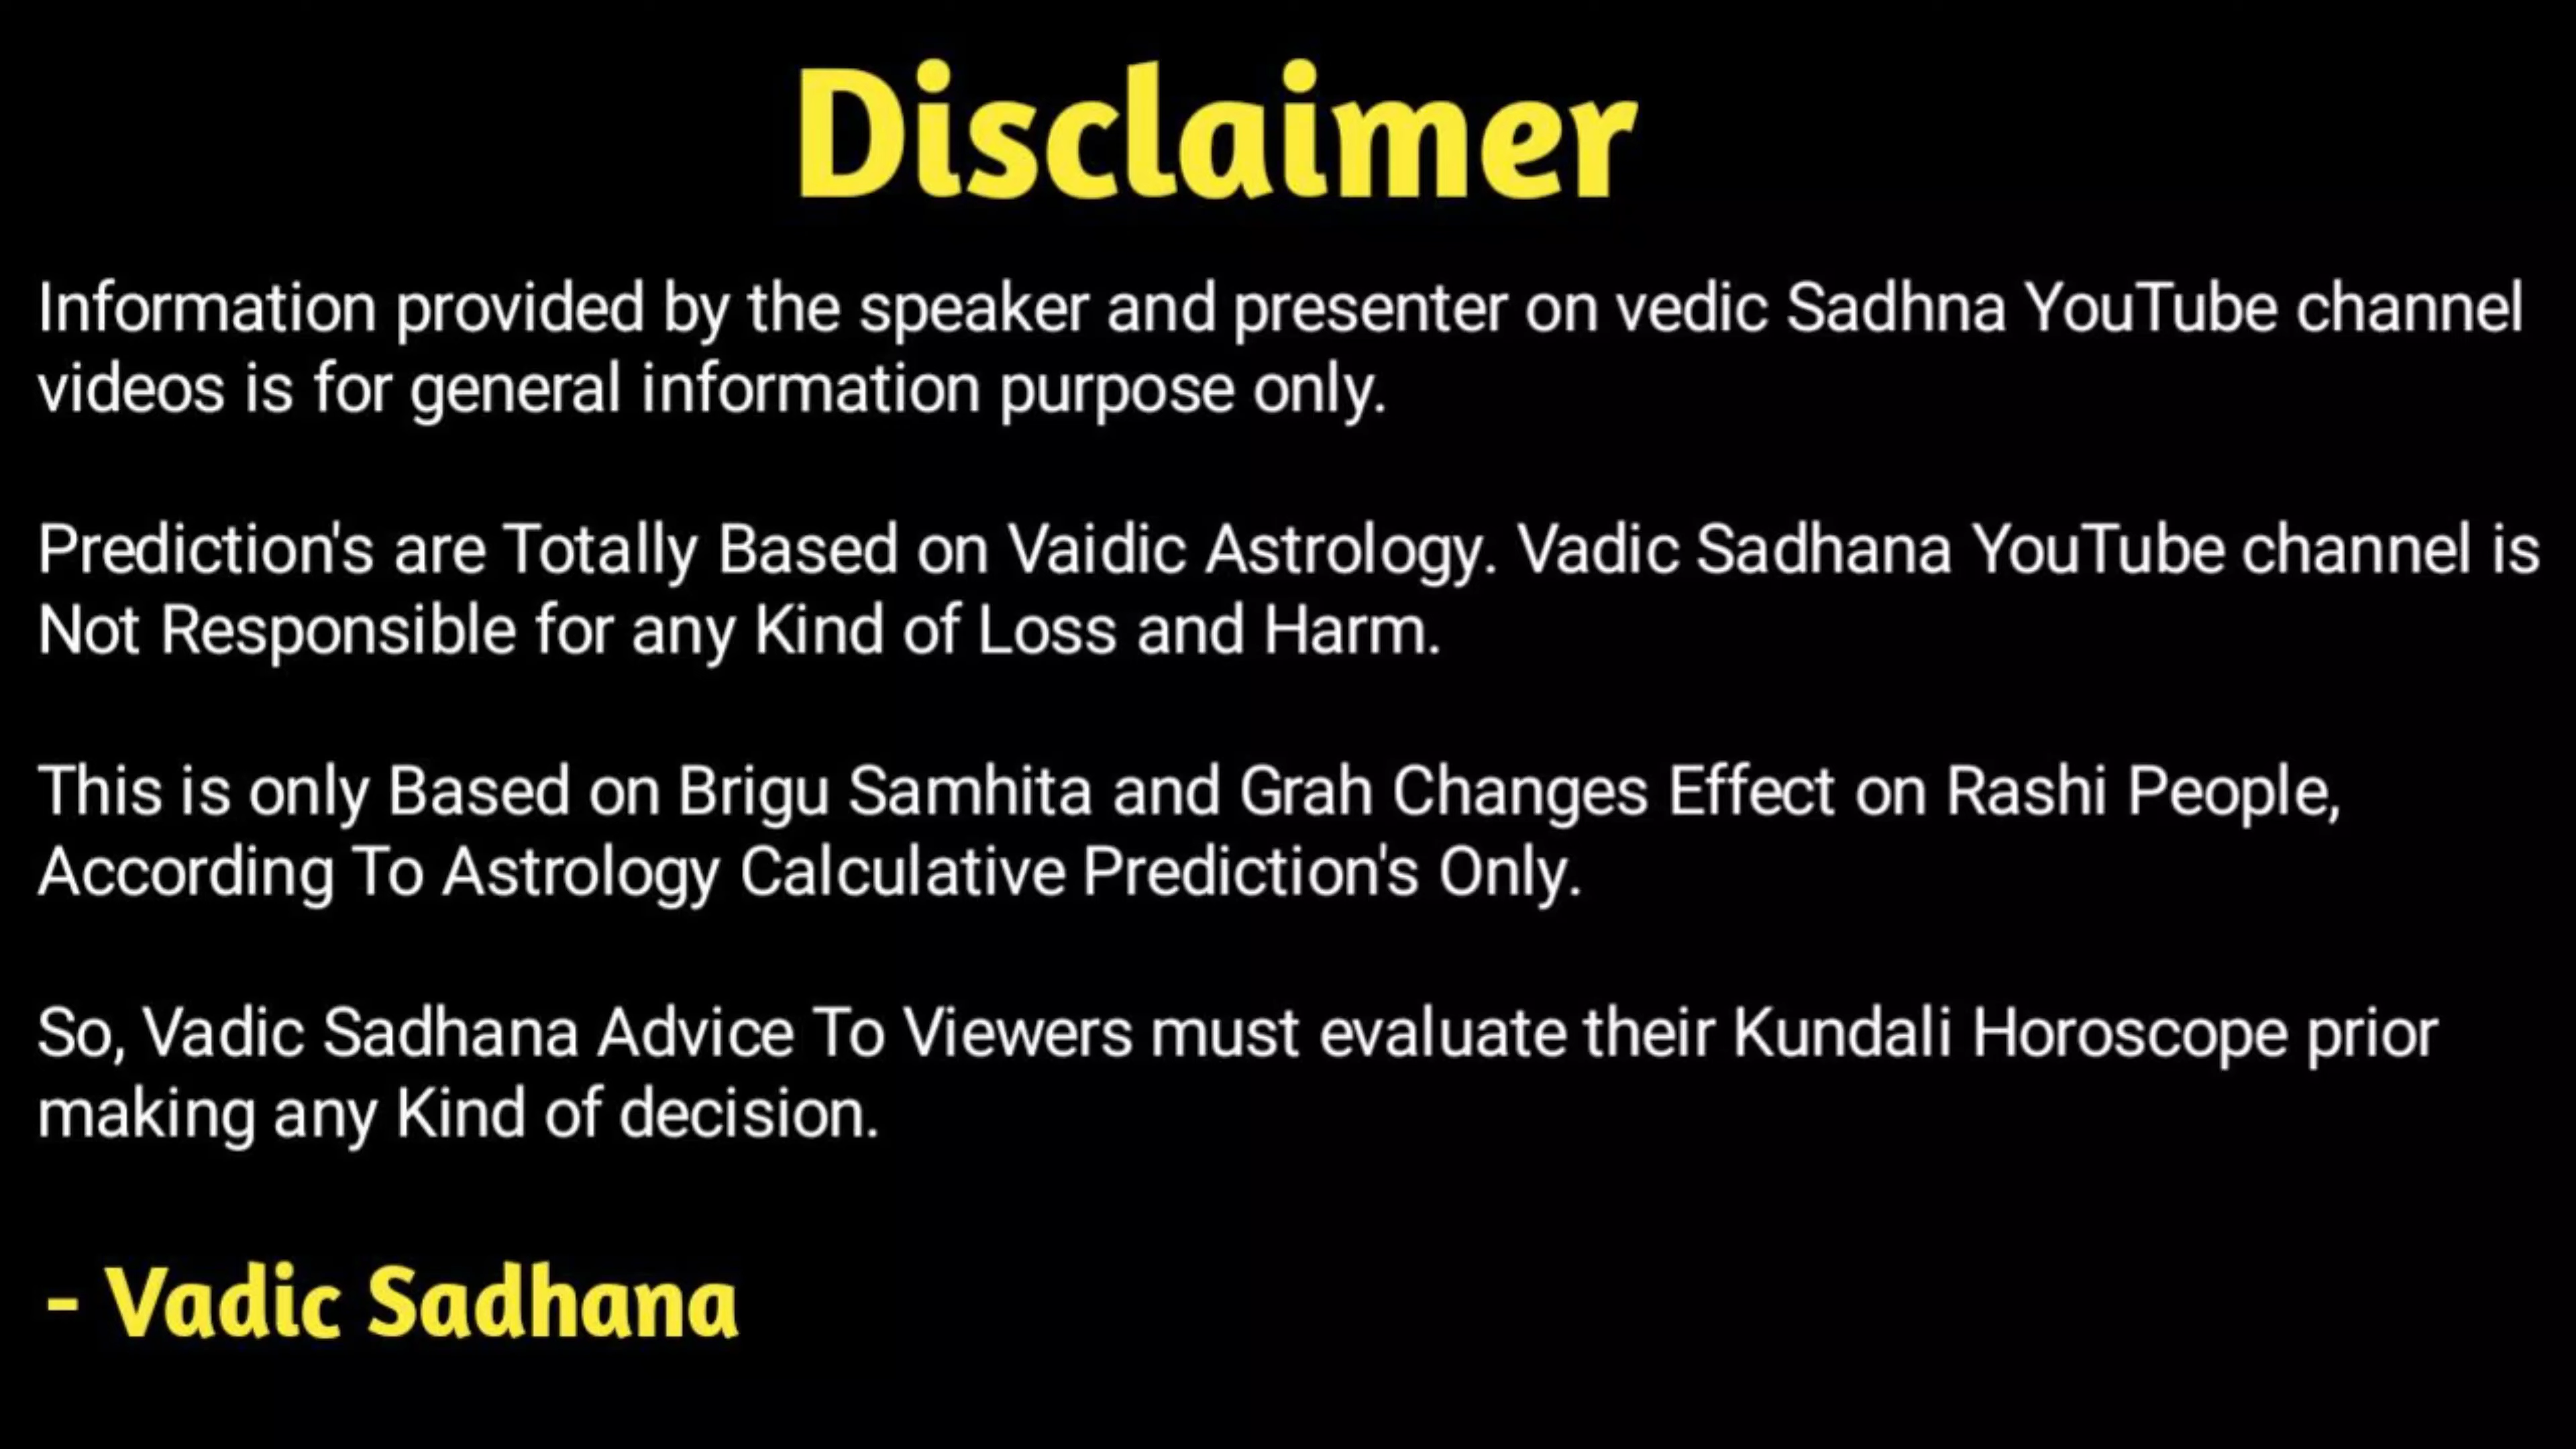 Disclaimer
Information provided by the speaker and presenter on vedic Sadhna YouTube channel
videos is for general information purpose only.
Prediction's are Totally Based on Vaidic Astrology. Vadic Sadhana YouTube channel is
Not Responsible for any Kind of Loss and Harm.
This is only Based on Brigu Samhita and Grah Changes Effect on Rashi People,
According To Astrology Calculative Prediction's Only.
So, Vadic Sadhana Advice To Viewers must evaluate their Kundali Horoscope prior
making any Kind of decision.
- Vadic Sadhana